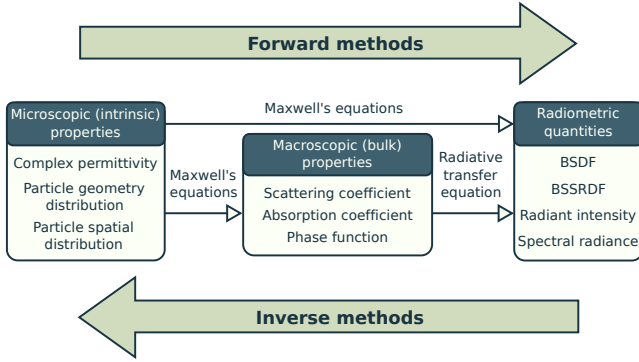 Forward methods
Maxwell's equations
Microscopic (intrinsic)
properties
Complex permittivity
Particle geometry
distribution
Particle spatial
distribution
Maxwell's
equations
Macroscopic (bulk)
properties
Scattering coefficient
Absorption coefficient
Phase function
Radiative
transfer
equation
Radiometric
quantities
BSDF
BSSRDF
Radiant intensity
Spectral radiance
Inverse methods